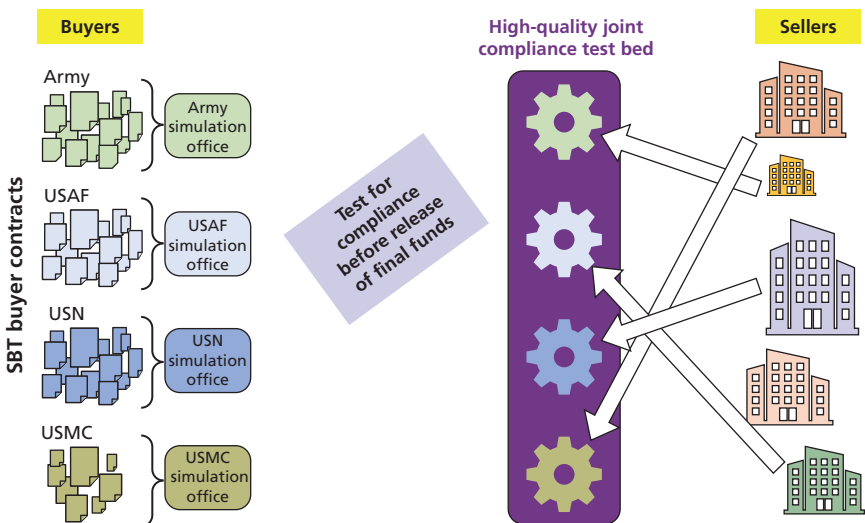 Buyers
High-quality joint
compliance test bed
Sellers
SBT buyer contracts
Army
Army
simulation
office
USAF
USAF
simulation
office
USN
USN
simulation
office
USMC
USMC
simulation
office
Test for
compliance
before release
of final funds